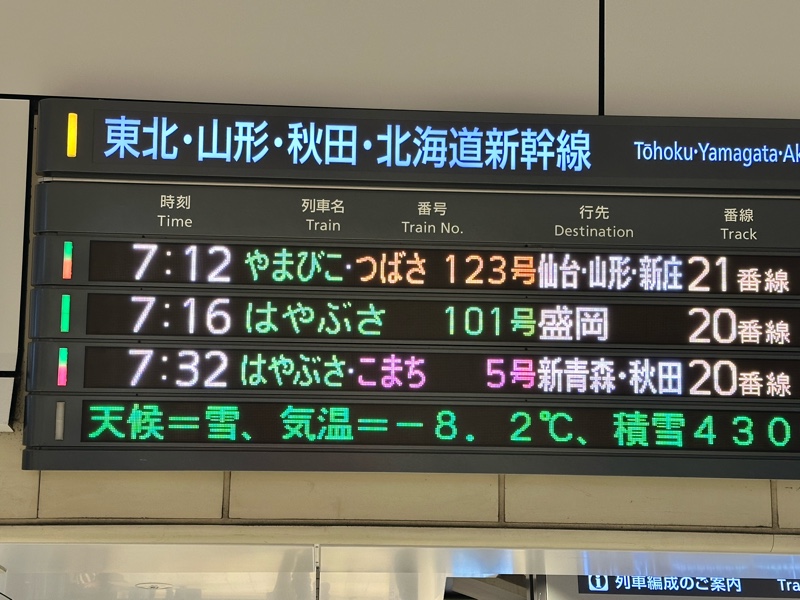 東北・山形・秋田・北海道新幹線 Tōhoku・Yamagata・Ak
時刻 列車名 番号 行先 番線
Time Train Train No. Destination Track
7:12 やまびこ・つばさ 123号 仙台・山形・新庄 21番線
7:16 はやぶさ 101号 盛岡 20番線
7:32 はやぶさ・こまち 5号 新青森・秋田 20番線
天候＝雪、気温＝－８．２℃、積雪４３０
列車編成のご案内 Tra